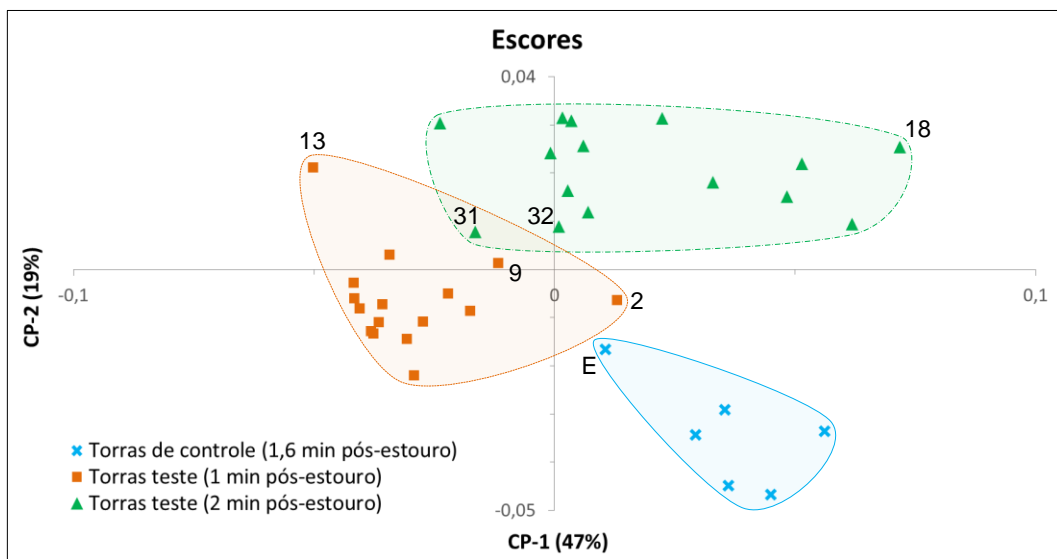 Escores
0,04
13
18
31
32
9
-0,1
0
0,1
2
CP-2 (19%)
E
Torras de controle (1,6 min pós-estouro)
Torras teste (1 min pós-estouro)
Torras teste (2 min pós-estouro)
-0,05
CP-1 (47%)